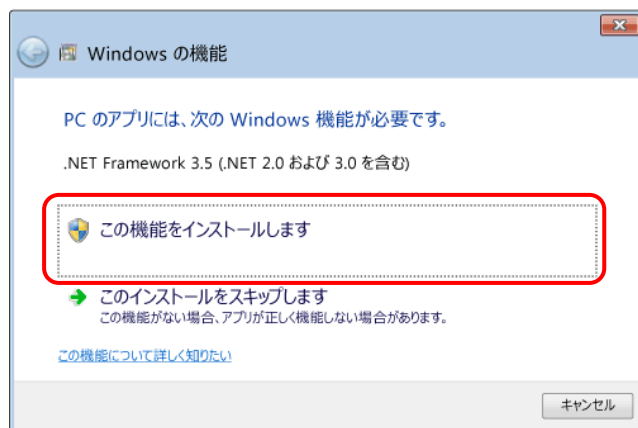 Windows の機能
PC のアプリには、次の Windows 機能が必要です。
.NET Framework 3.5 (.NET 2.0 および 3.0 を含む)
この機能をインストールします
このインストールをスキップします
この機能がない場合、アプリが正しく機能しない場合があります。
この機能について詳しく知りたい
キャンセル